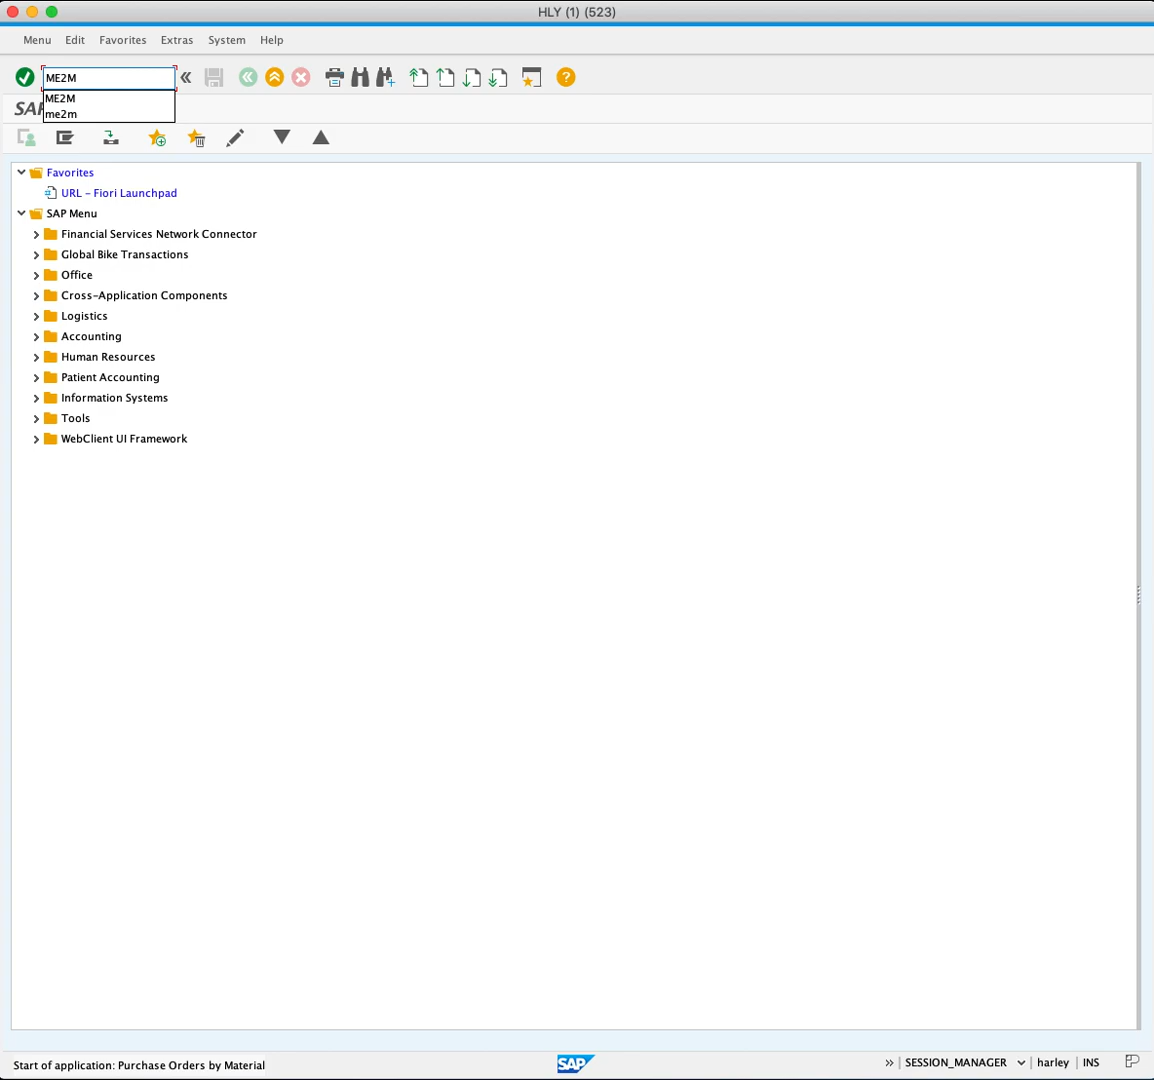 HLY (1) (523)
Menu Edit Favorites Extras System Help
ME2M
ME2M
me2m
Favorites
URL - Fiori Launchpad
SAP Menu
Financial Services Network Connector
Global Bike Transactions
Office
Cross-Application Components
Logistics
Accounting
Human Resources
Patient Accounting
Information Systems
Tools
WebClient UI Framework
Start of application: Purchase Orders by Material
SAP
SESSION_MANAGER harley INS